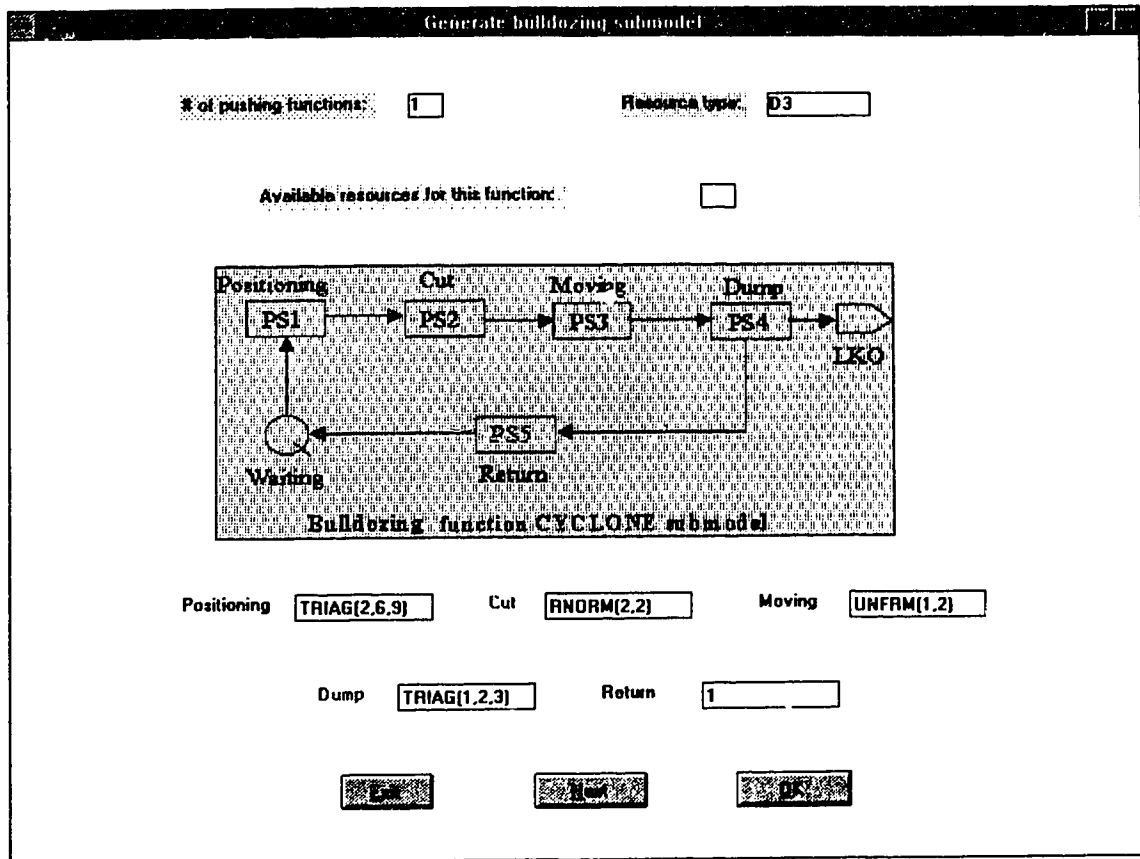 Generate bulldozing submodel
# of pushing functions: 1 Resource type: D3
Available resources for this function:
Positioning Cut Moving Dump
PS1 PS2 PS3 PS4
LKO
PS5
Waiting Return
Bulldozing function CYCLONE submodel
Positioning TRIAG(2,6,9) Cut RNORM(2,2) Moving UNFRM(1,2)
Dump TRIAG(1,2,3) Return 1
Exit OK